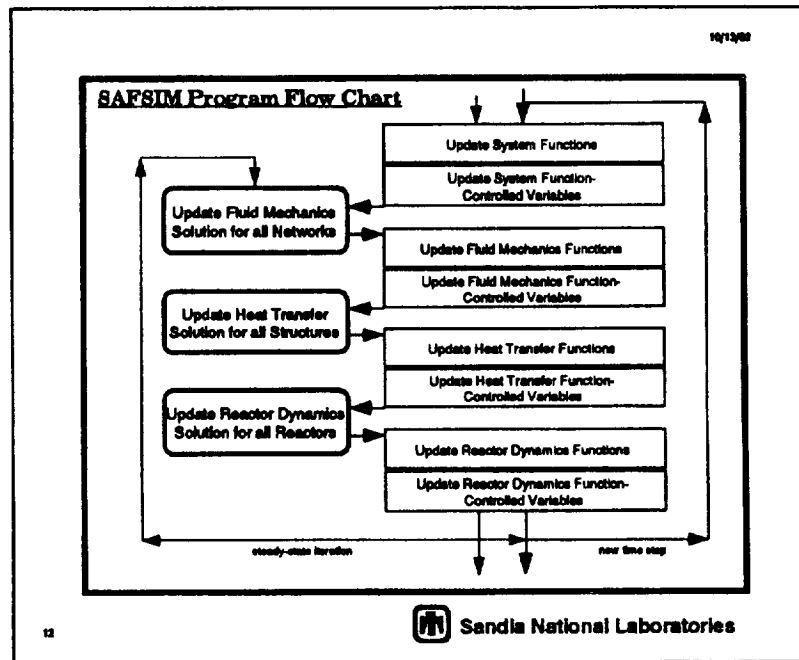 10/13/92
SAFSIM Program Flow Chart
Update System Functions
Update System Function-
Controlled Variables
Update Fluid Mechanics
Solution for all Networks
Update Fluid Mechanics Functions
Update Fluid Mechanics Function-
Controlled Variables
Update Heat Transfer
Solution for all Structures
Update Heat Transfer Functions
Update Heat Transfer Function-
Controlled Variables
Update Reactor Dynamics
Solution for all Reactors
Update Reactor Dynamics Functions
Update Reactor Dynamics Function-
Controlled Variables
steady-state iteration
new time step
12
Sandia National Laboratories